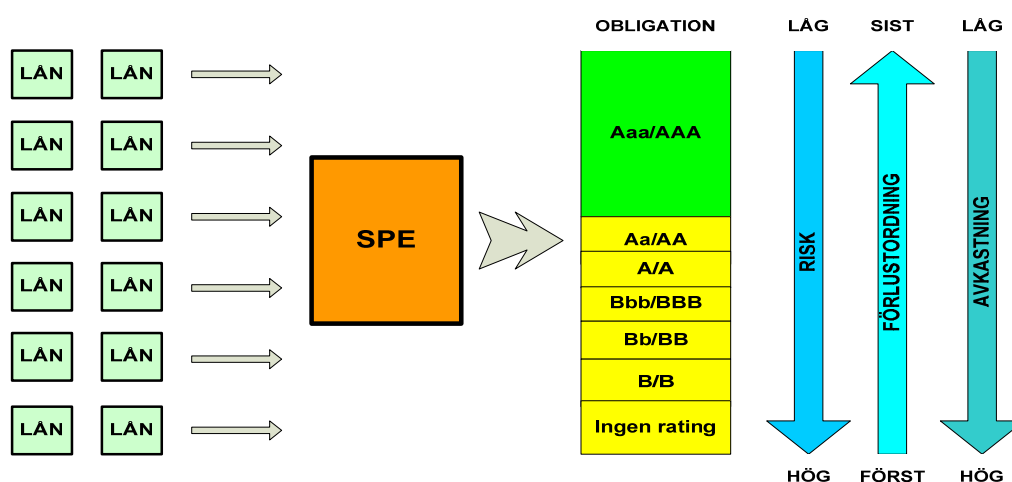 OBLIGATION LÅG SIST LÅG
LÅN LÅN
LÅN LÅN
LÅN LÅN
LÅN LÅN
LÅN LÅN
LÅN LÅN
SPE
Aaa/AAA
Aa/AA
A/A
Bbb/BBB
Bb/BB
B/B
Ingen rating
RISK
FÖRLUSTORDNING
AVKASTNING
HÖG FÖRST HÖG